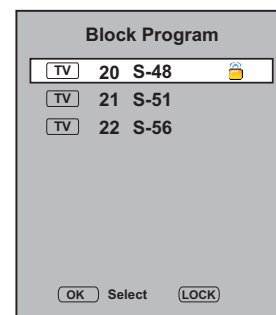 Block Program
TV 20 S-48
TV 21 S-51
TV 22 S-56
OK Select LOCK